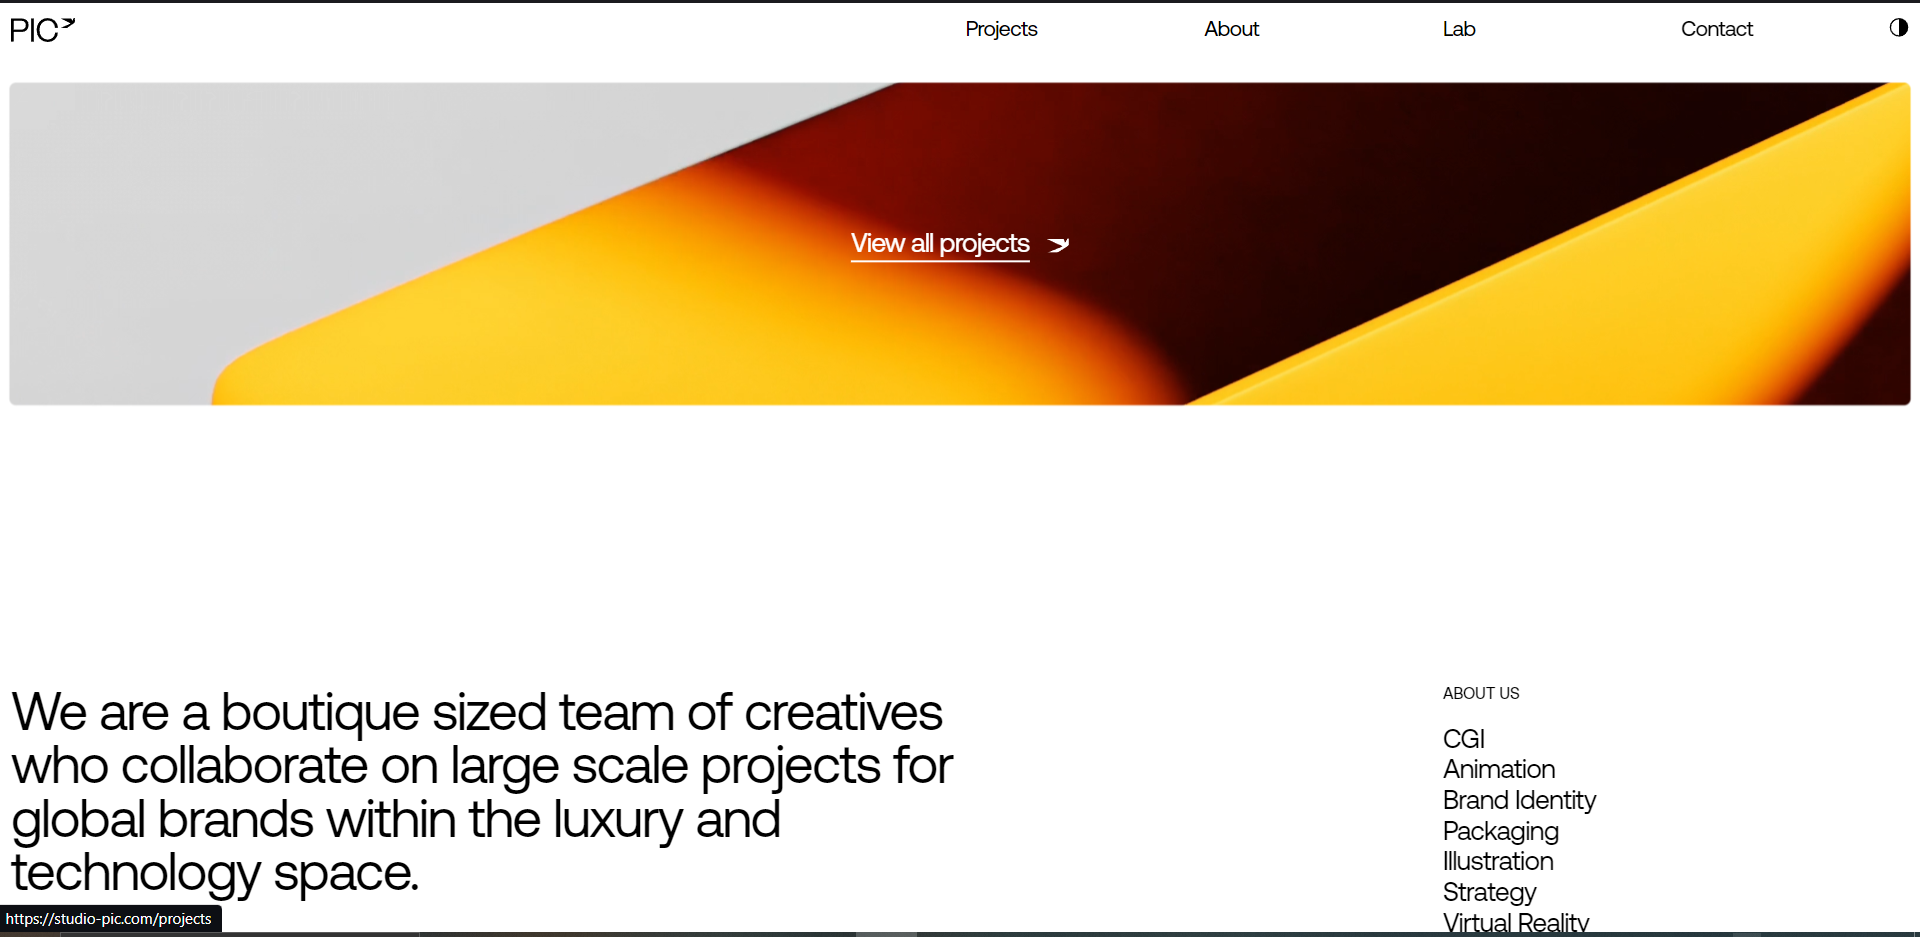 PIC
Projects
About
Lab
Contact
View all projects
We are a boutique sized team of creatives
who collaborate on large scale projects for
global brands within the luxury and
technology space.
ABOUT US
CGI
Animation
Brand Identity
Packaging
Illustration
Strategy
Virtual Reality
https://studio-pic.com/projects